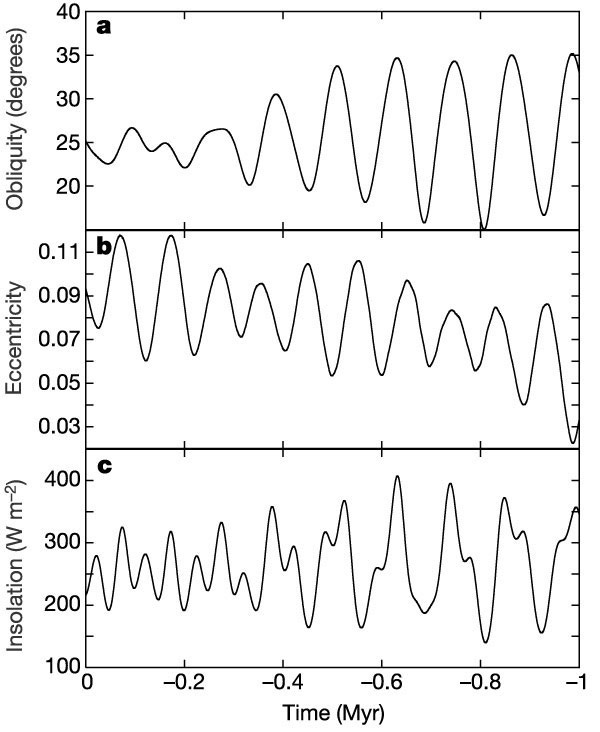 a
40
35
30
25
20
Obliquity (degrees)
b
0.11
0.09
0.07
0.05
0.03
Eccentricity
c
400
300
200
100
Insolation (W m−2)
0 −0.2 −0.4 −0.6 −0.8 −1
Time (Myr)